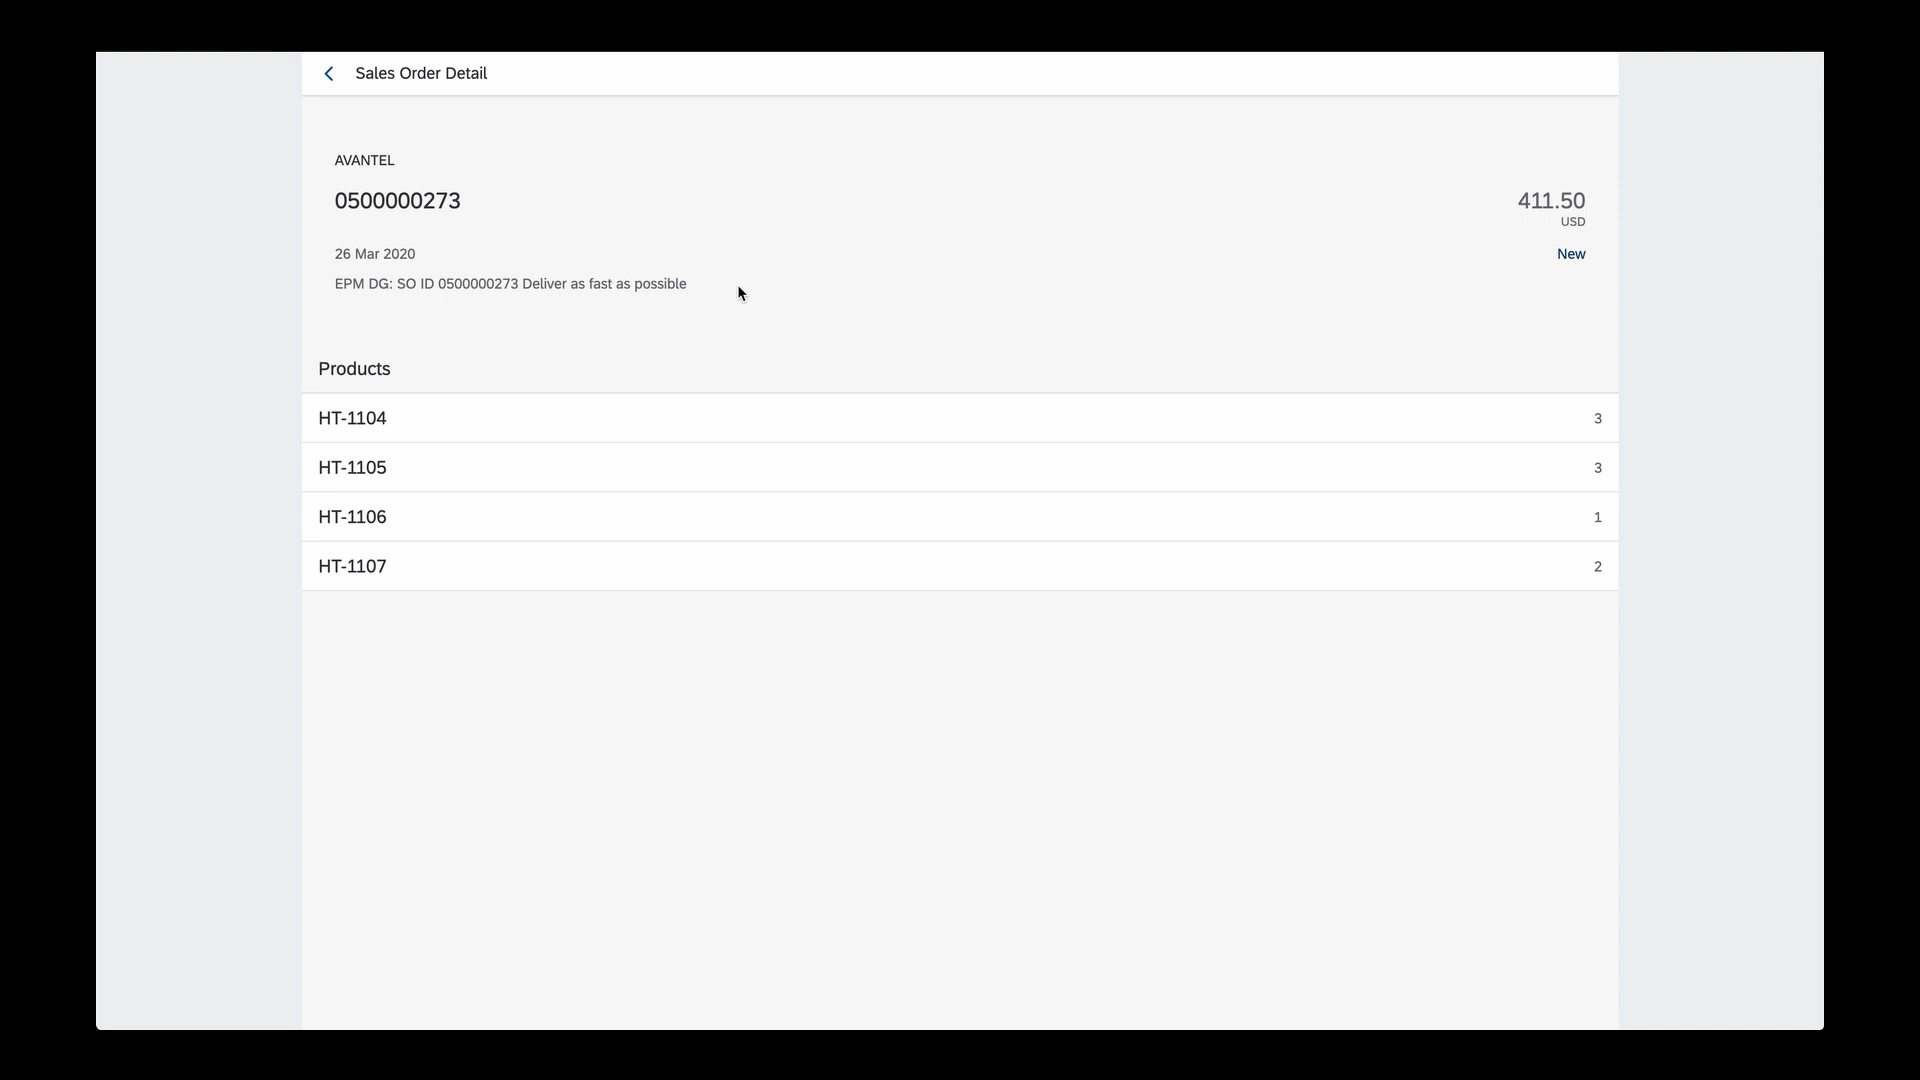 Sales Order Detail
AVANTEL
0500000273
411.50
USD
26 Mar 2020
New
EPM DG: SO ID 0500000273 Deliver as fast as possible
Products
HT-1104 3
HT-1105 3
HT-1106 1
HT-1107 2